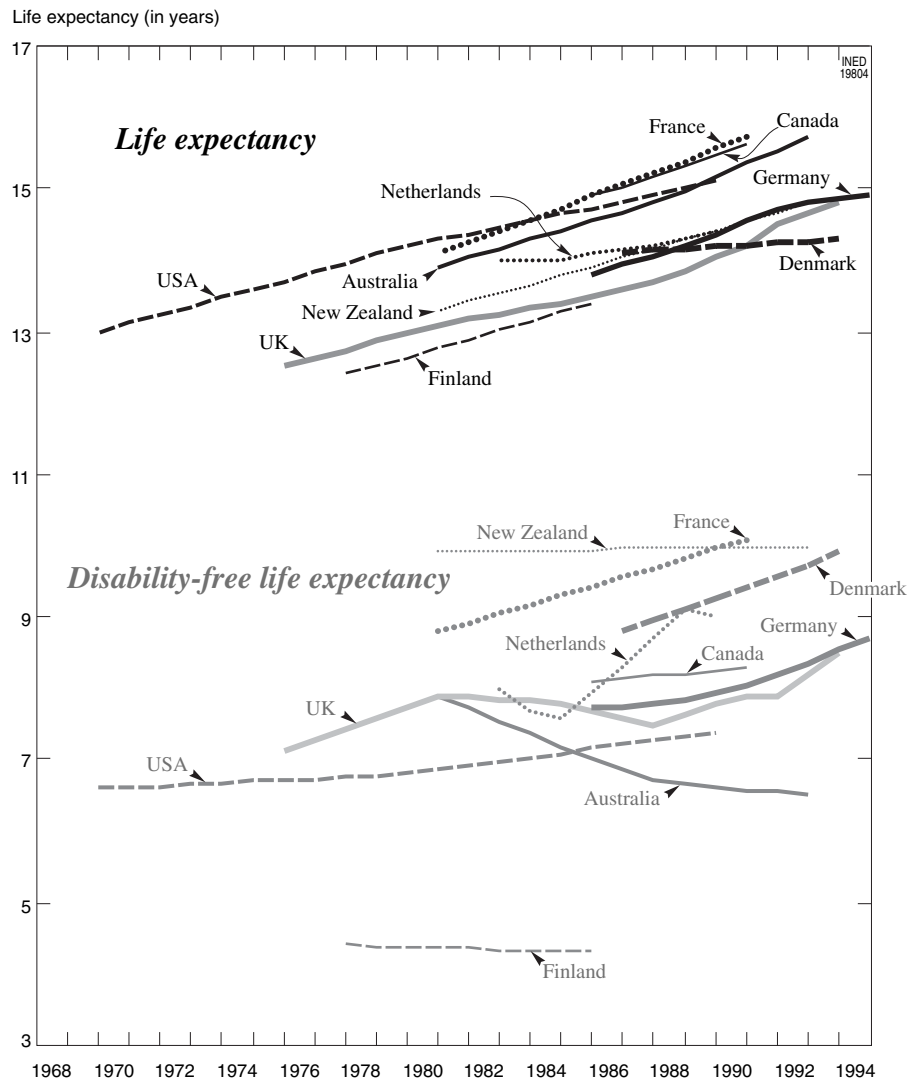 Life expectancy (in years)
17
INED
19804
Life expectancy
France
Canada
15
Netherlands
Germany
USA
Australia
Denmark
New Zealand
13
UK
Finland
11
New Zealand
France
Disability-free life expectancy
Denmark
9
Germany
Netherlands
Canada
UK
7
USA
Australia
5
Finland
3
1968 1970 1972 1974 1976 1978 1980 1982 1984 1986 1988 1990 1992 1994